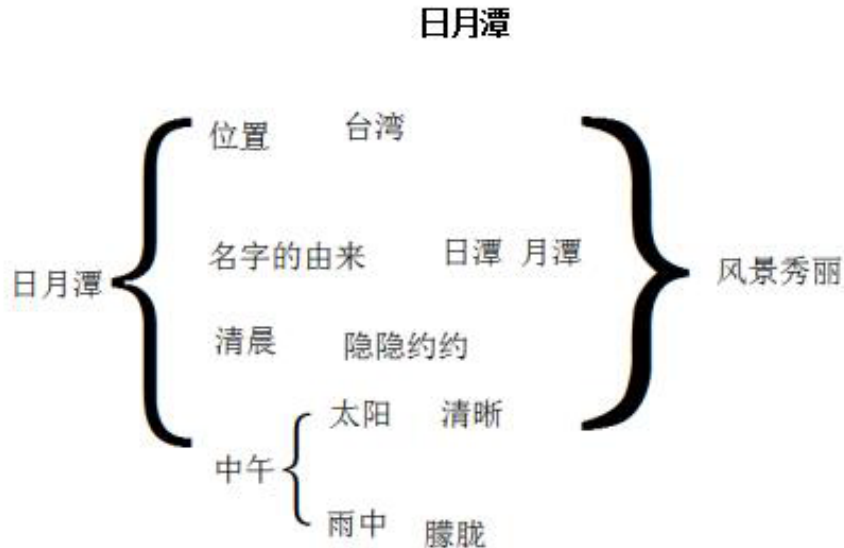 日月潭
位置 台湾
名字的由来 日潭 月潭
日月潭
风景秀丽
清晨 隐隐约约
太阳 清晰
中午
雨中 朦胧